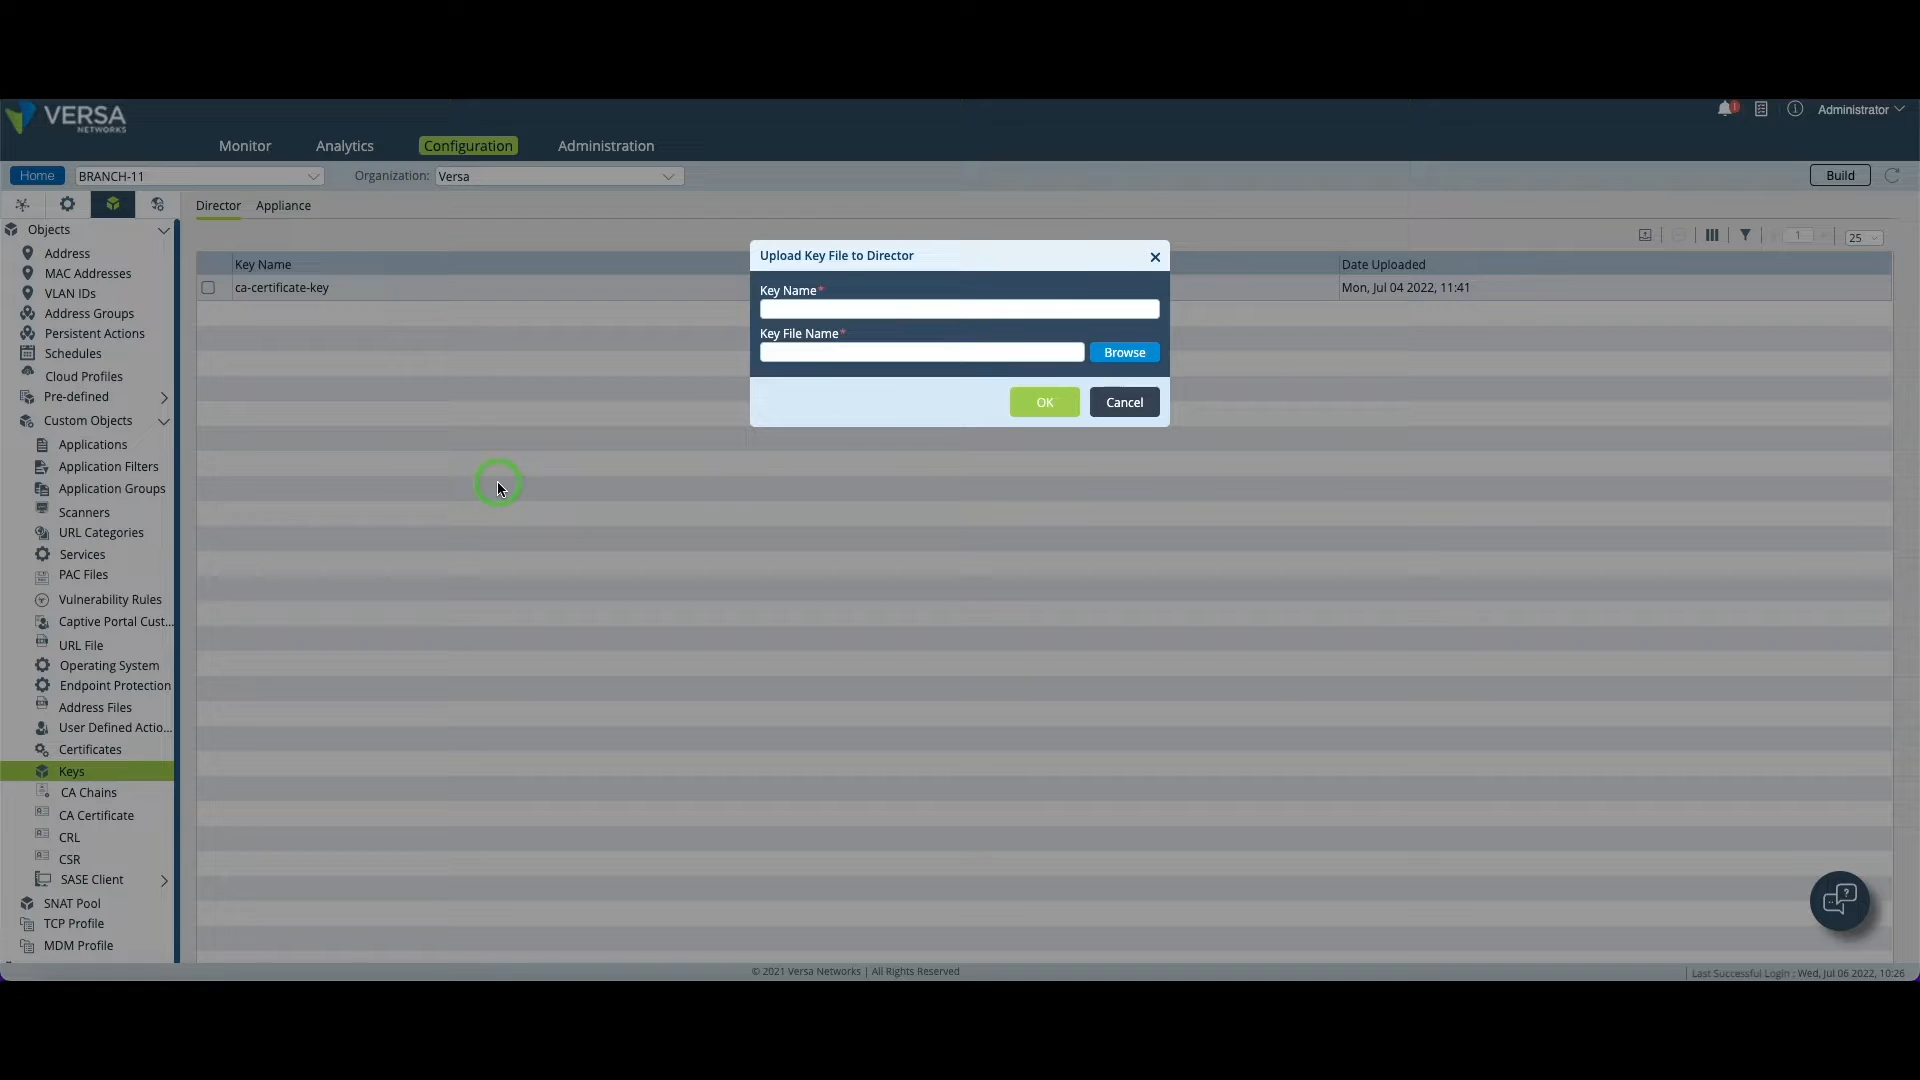 VERSA
NETWORKS
Administrator
Monitor
Analytics
Configuration
Administration
Home
BRANCH-11
Organization:
Versa
Build
Director
Appliance
Objects
Address
MAC Addresses
VLAN IDs
Address Groups
Persistent Actions
Schedules
Cloud Profiles
Pre-defined
Custom Objects
Applications
Application Filters
Application Groups
Scanners
URL Categories
Services
PAC Files
Vulnerability Rules
Captive Portal Cust...
URL File
Operating System
Endpoint Protection
Address Files
User Defined Actio...
Certificates
Keys
CA Chains
CA Certificate
CRL
CSR
SASE Client
SNAT Pool
TCP Profile
MDM Profile
1
25
Key Name
Date Uploaded
ca-certificate-key
Mon, Jul 04 2022, 11:41
Upload Key File to Director
Key Name*
Key File Name*
Browse
OK
Cancel
© 2021 Versa Networks | All Rights Reserved
Last Successful Login : Wed, Jul 06 2022, 10:26